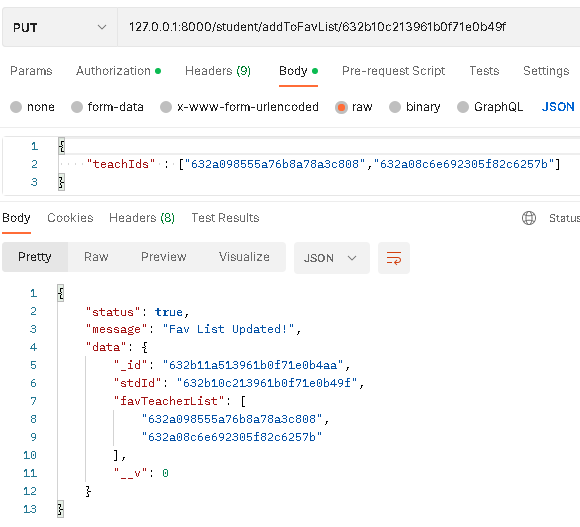 PUT 127.0.0.1:8000/student/addToFavList/632b10c213961b0f71e0b49f
Params Authorization Headers (9) Body Pre-request Script Tests Settings
none form-data x-www-form-urlencoded raw binary GraphQL JSON
1 {
2 "teachIds" : ["632a098555a76b8a78a3c808","632a08c6e692305f82c6257b"]
3 }
Body Cookies Headers (8) Test Results Status
Pretty Raw Preview Visualize JSON
1 {
2 "status": true,
3 "message": "Fav List Updated!",
4 "data": {
5 "_id": "632b11a513961b0f71e0b4aa",
6 "stdId": "632b10c213961b0f71e0b49f",
7 "favTeacherList": [
8 "632a098555a76b8a78a3c808",
9 "632a08c6e692305f82c6257b"
10 ],
11 "__v": 0
12 }
13 }